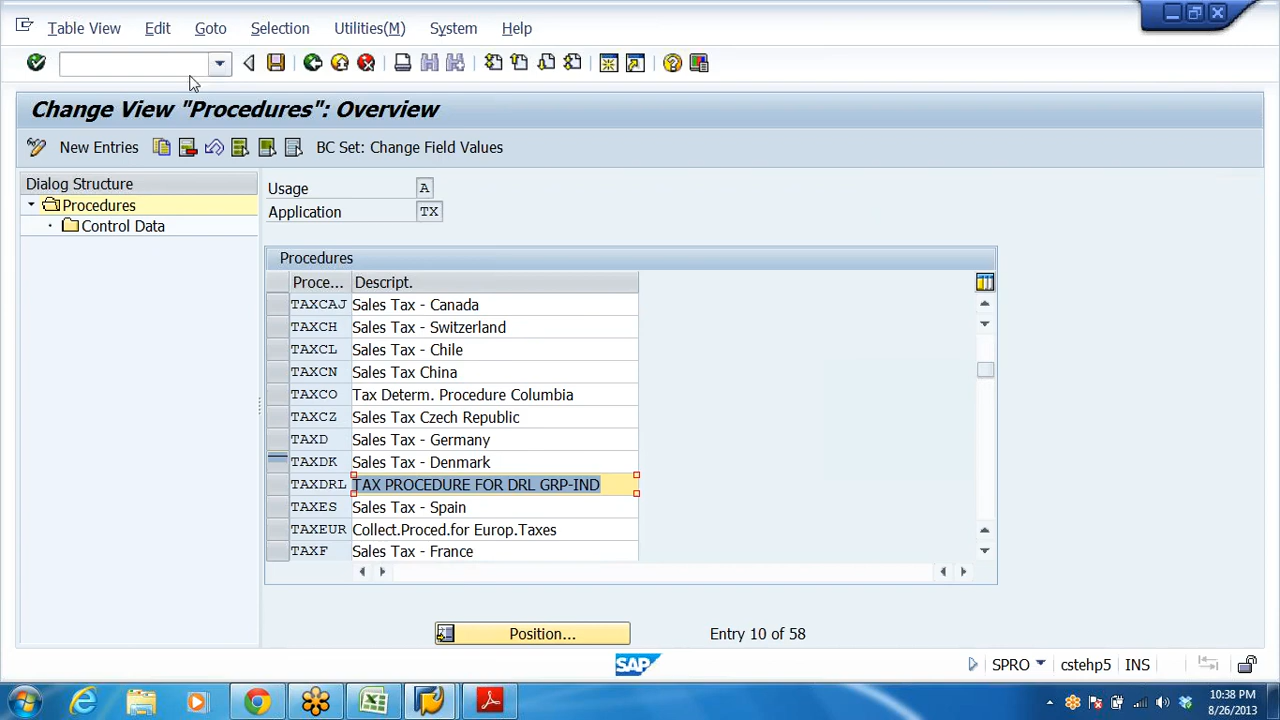 Table View Edit Goto Selection Utilities(M) System Help
Change View "Procedures": Overview
New Entries BC Set: Change Field Values
Dialog Structure
Procedures
Control Data
Usage A
Application TX
Procedures
Proce... Descript.
TAXCAJ Sales Tax - Canada
TAXCH Sales Tax - Switzerland
TAXCL Sales Tax - Chile
TAXCN Sales Tax China
TAXCO Tax Determ. Procedure Columbia
TAXCZ Sales Tax Czech Republic
TAXD Sales Tax - Germany
TAXDK Sales Tax - Denmark
TAXDRL TAX PROCEDURE FOR DRL GRP-IND
TAXES Sales Tax - Spain
TAXEUR Collect.Proced.for Europ.Taxes
TAXF Sales Tax - France
Position... Entry 10 of 58
SAP SPRO cstehp5 INS
10:38 PM
8/26/2013